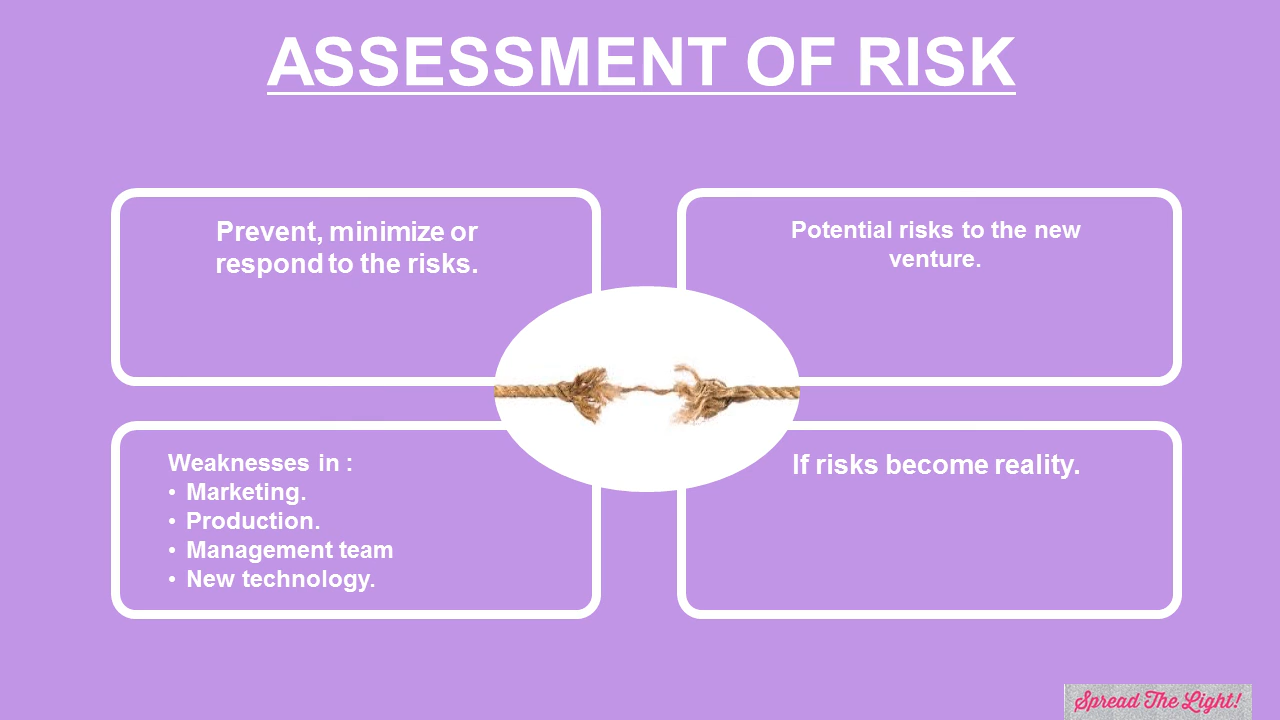 ASSESSMENT OF RISK
Prevent, minimize or
respond to the risks.
Potential risks to the new
venture.
Weaknesses in :
• Marketing.
• Production.
• Management team
• New technology.
If risks become reality.
Spread The Light!